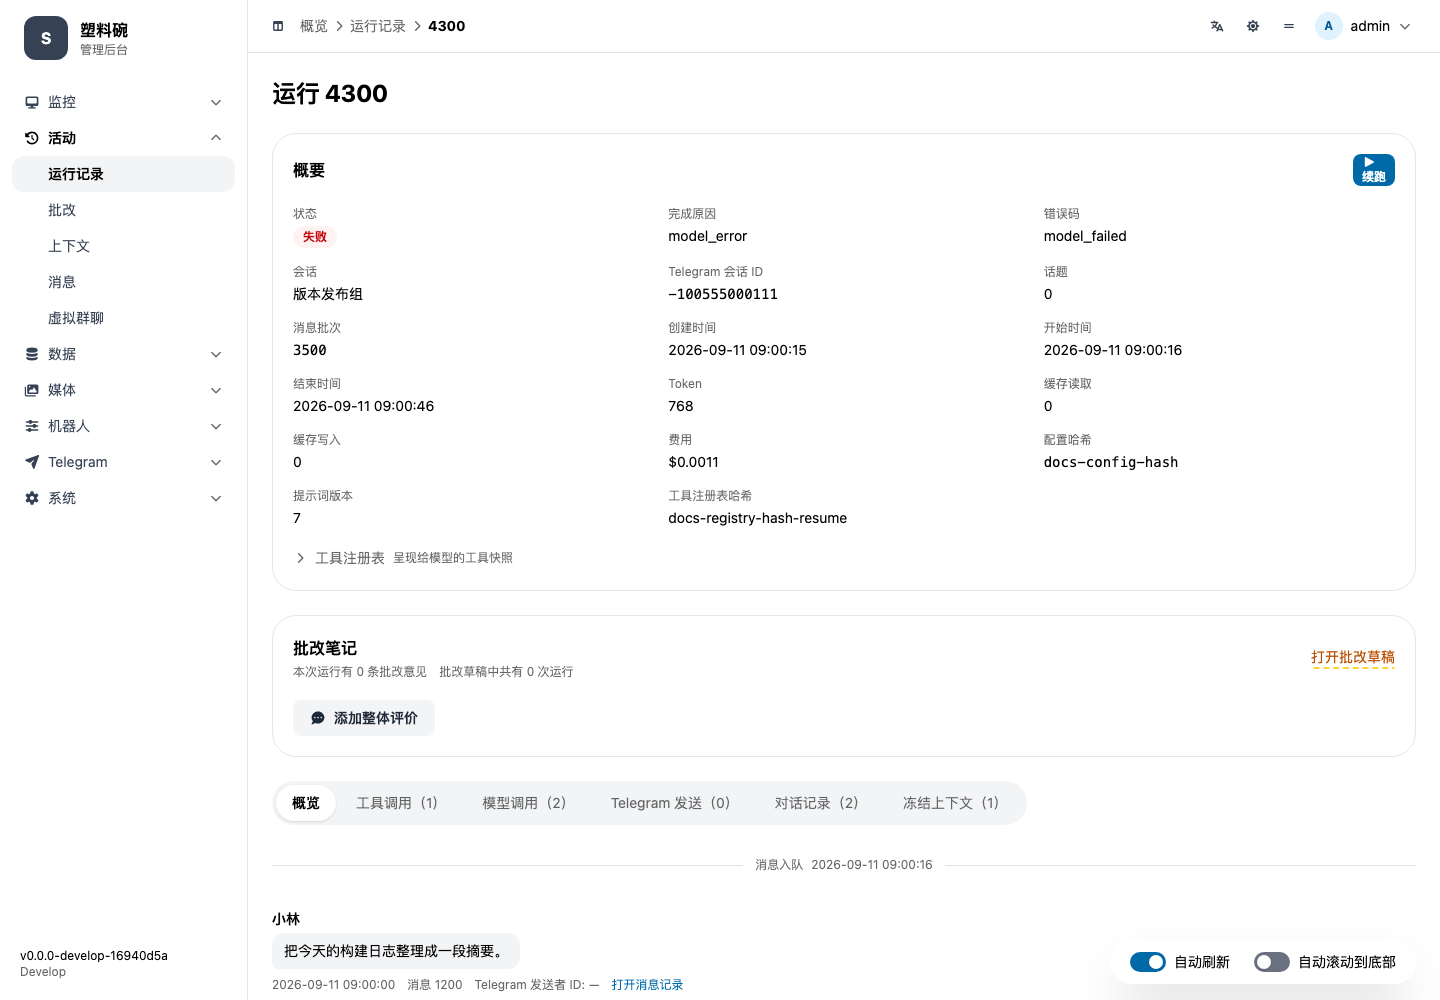 S
塑料碗
管理后台
监控
活动
运行记录
批改
上下文
消息
虚拟群聊
数据
媒体
机器人
Telegram
系统
v0.0.0-develop-16940d5a
Develop
概览 > 运行记录 > 4300
A admin
运行 4300
概要
续跑
状态 完成原因 错误码
失败 model_error model_failed
会话 Telegram 会话 ID 话题
版本发布组 -100555000111 0
消息批次 创建时间 开始时间
3500 2026-09-11 09:00:15 2026-09-11 09:00:16
结束时间 Token 缓存读取
2026-09-11 09:00:46 768 0
缓存写入 费用 配置哈希
0 $0.0011 docs-config-hash
提示词版本 工具注册表哈希
7 docs-registry-hash-resume
工具注册表 呈现给模型的工具快照
批改笔记
本次运行有 0 条批改意见 批改草稿中共有 0 次运行
打开批改草稿
添加整体评价
概览 工具调用 (1) 模型调用 (2) Telegram 发送 (0) 对话记录 (2) 冻结上下文 (1)
消息入队 2026-09-11 09:00:16
小林
把今天的构建日志整理成一段摘要。
2026-09-11 09:00:00 消息 1200 Telegram 发送者 ID: — 打开消息记录
自动刷新 自动滚动到底部